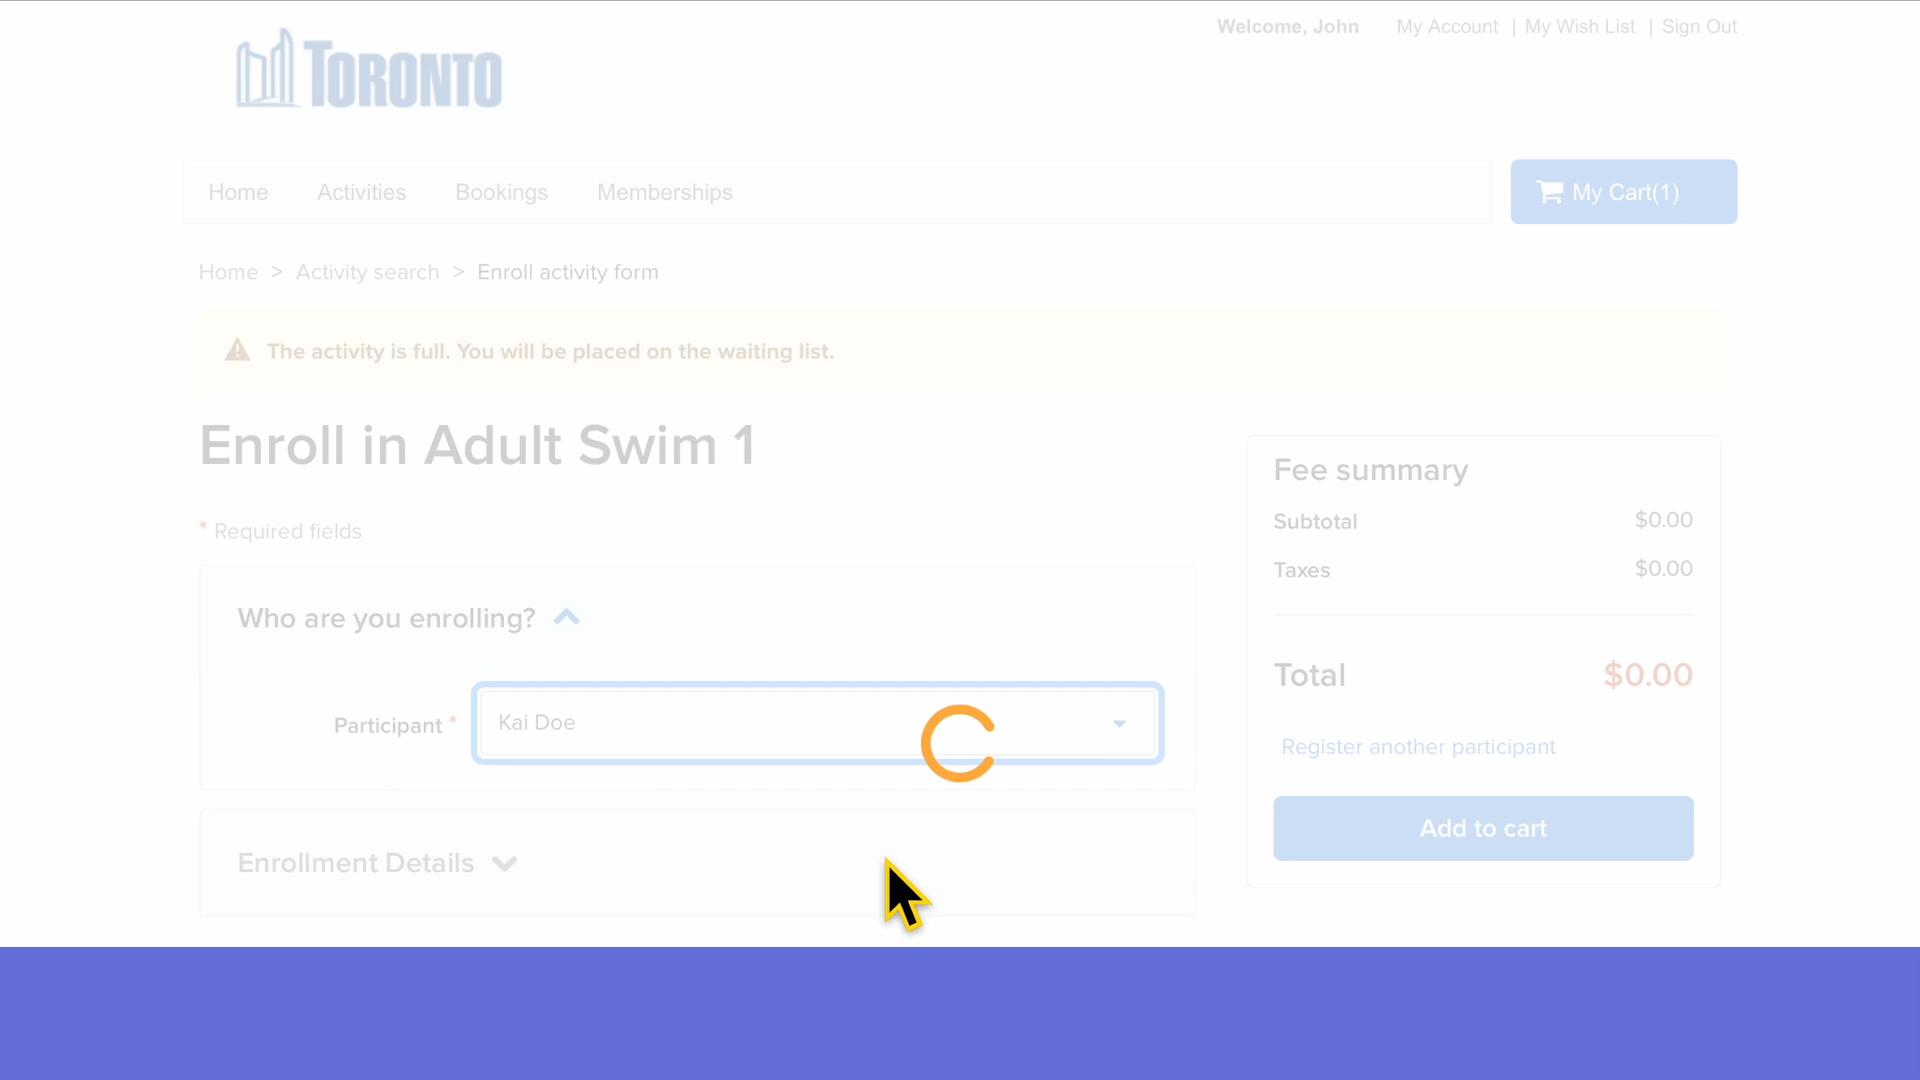 Welcome, John My Account | My Wish List | Sign Out
TORONTO
Home Activities Bookings Memberships My Cart(1)
Home > Activity search > Enroll activity form
The activity is full. You will be placed on the waiting list.
Enroll in Adult Swim 1
* Required fields
Who are you enrolling?
Participant * Kai Doe
Enrollment Details
Fee summary
Subtotal $0.00
Taxes $0.00
Total $0.00
Register another participant
Add to cart